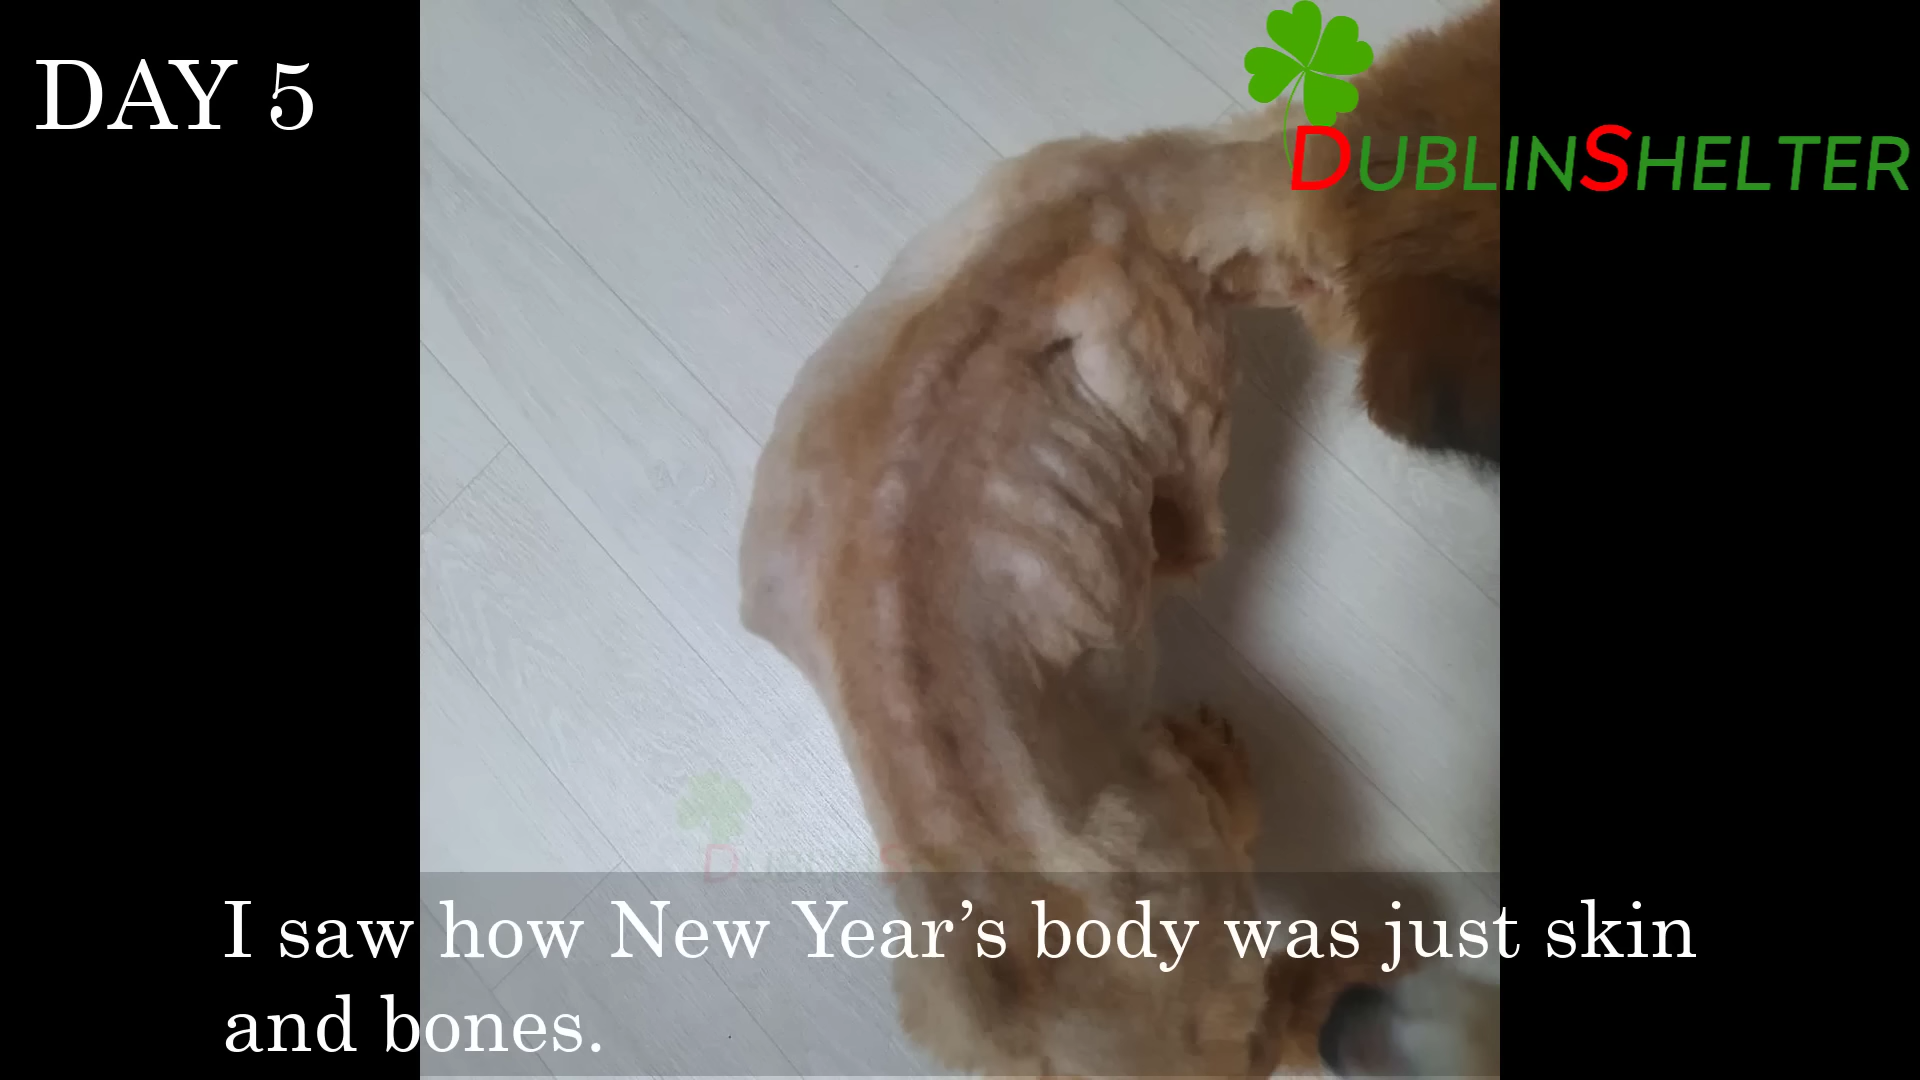 DAY 5
DUBLINSHELTER
I saw how New Year’s body was just skin
and bones.